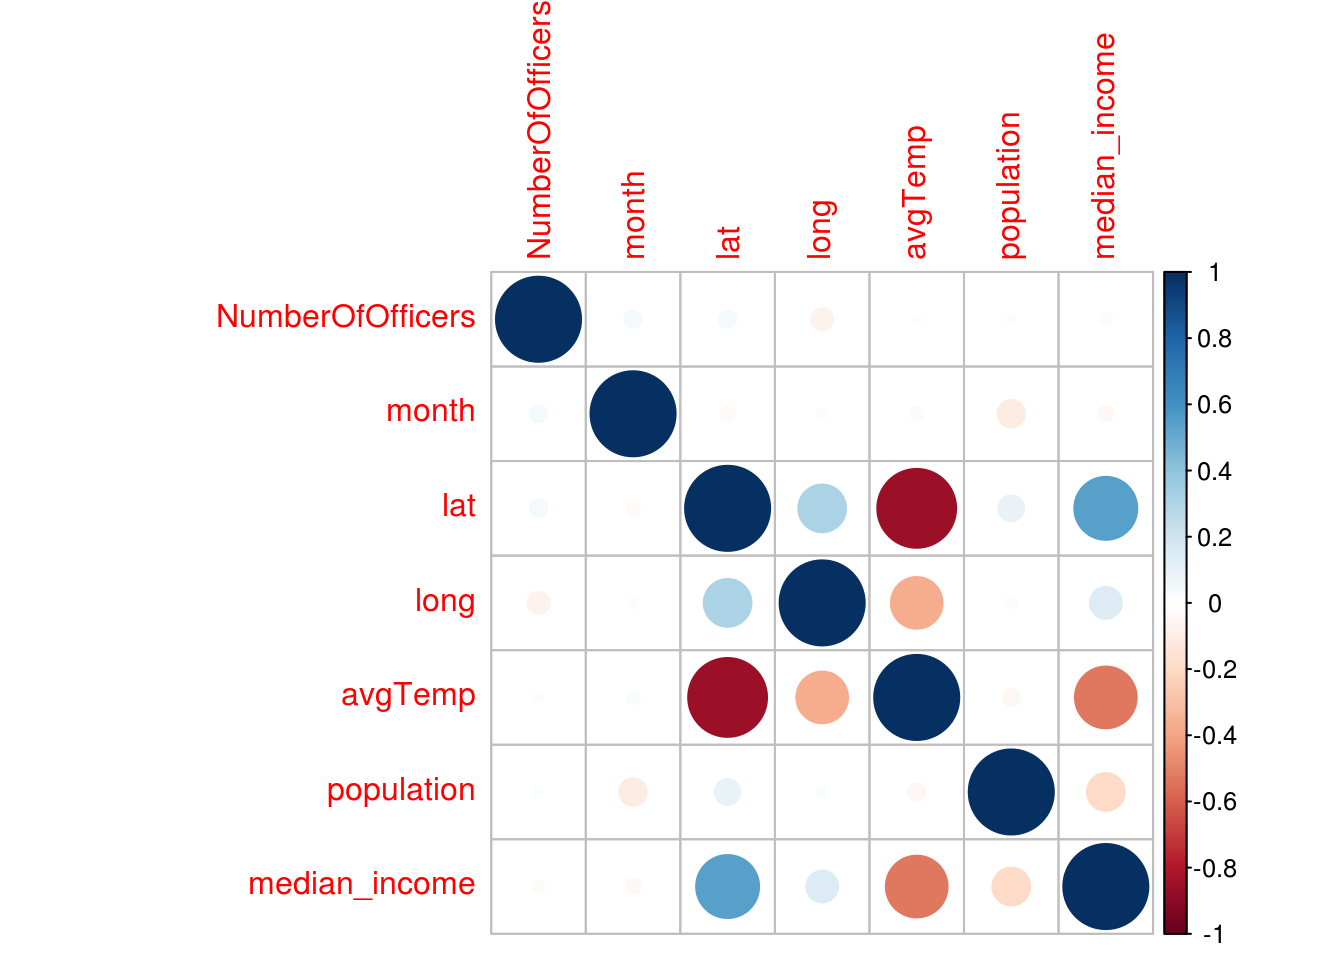 NumberOfOfficers
month
lat
long
avgTemp
population
median_income
NumberOfOfficers
month
lat
long
avgTemp
population
median_income
1
0.8
0.6
0.4
0.2
0
-0.2
-0.4
-0.6
-0.8
-1